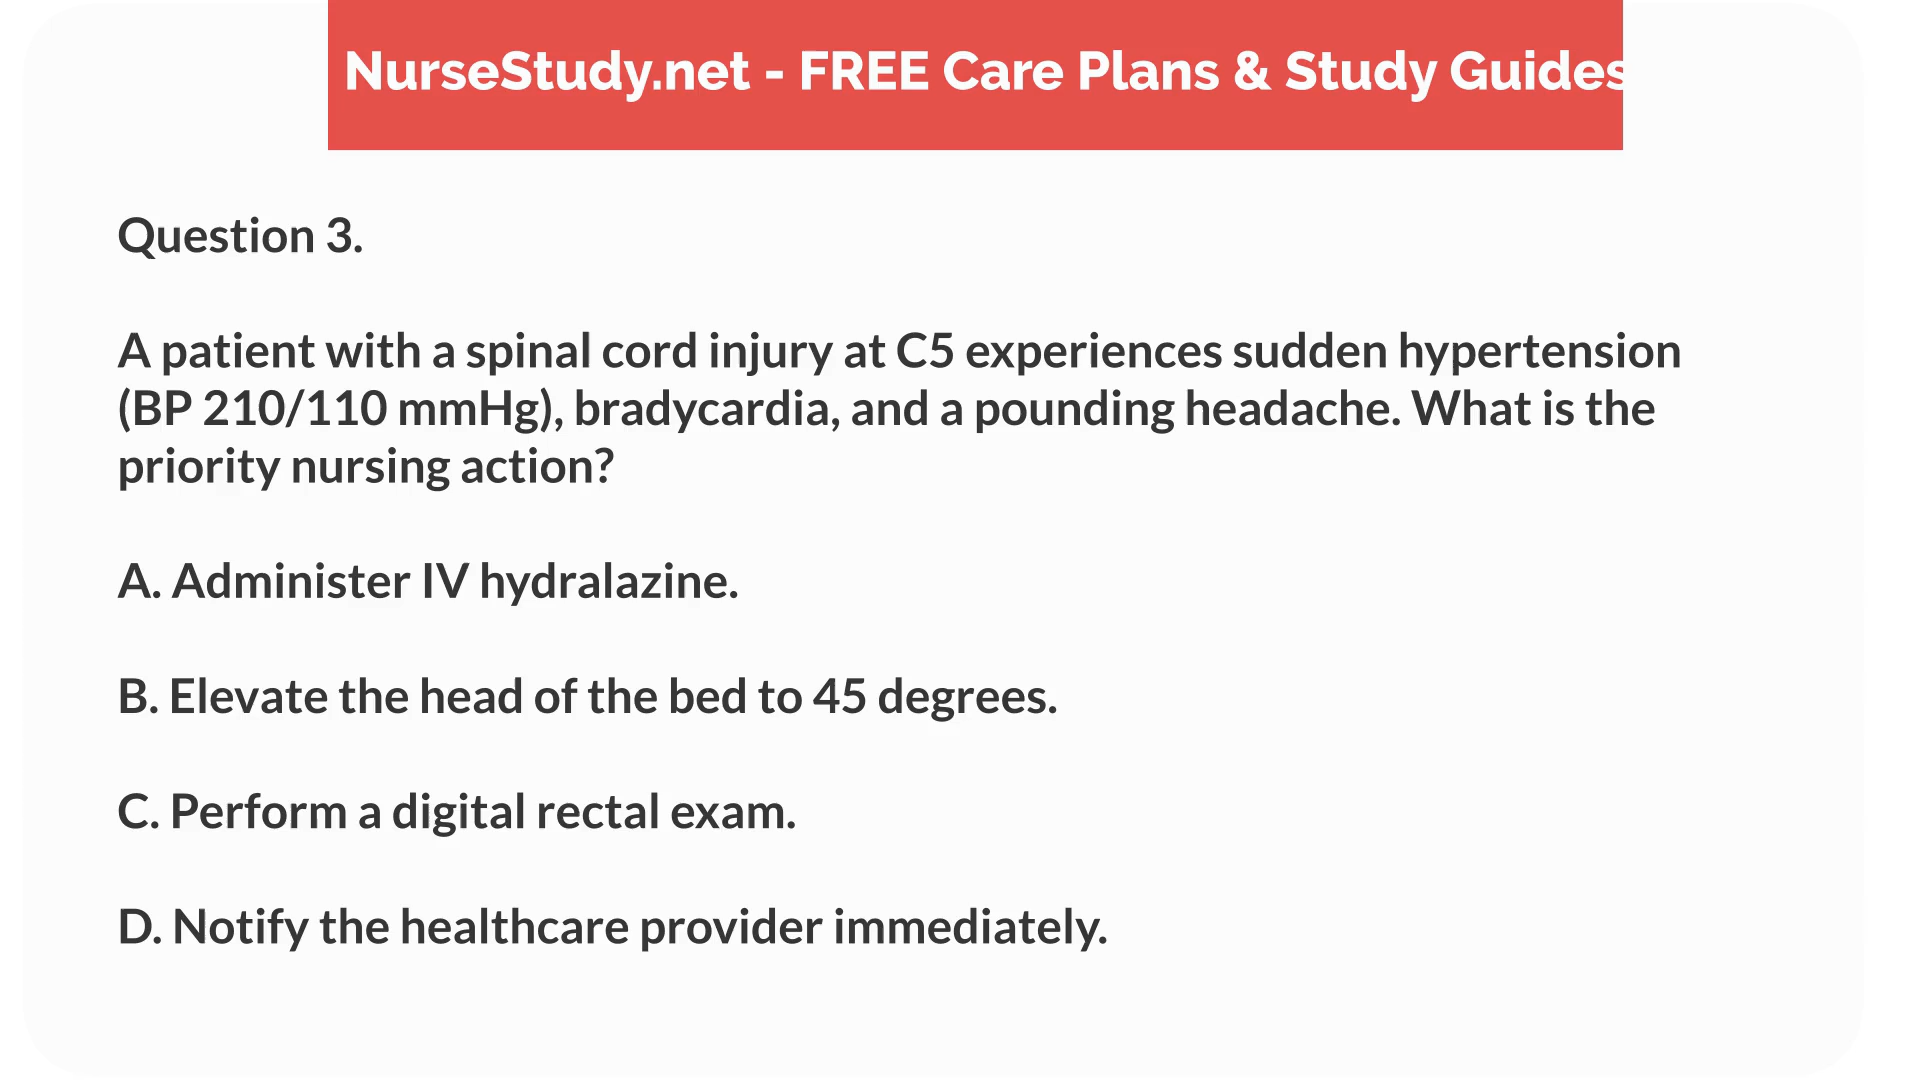 NurseStudy.net - FREE Care Plans & Study Guides
Question 3.
A patient with a spinal cord injury at C5 experiences sudden hypertension
(BP 210/110 mmHg), bradycardia, and a pounding headache. What is the
priority nursing action?
A. Administer IV hydralazine.
B. Elevate the head of the bed to 45 degrees.
C. Perform a digital rectal exam.
D. Notify the healthcare provider immediately.